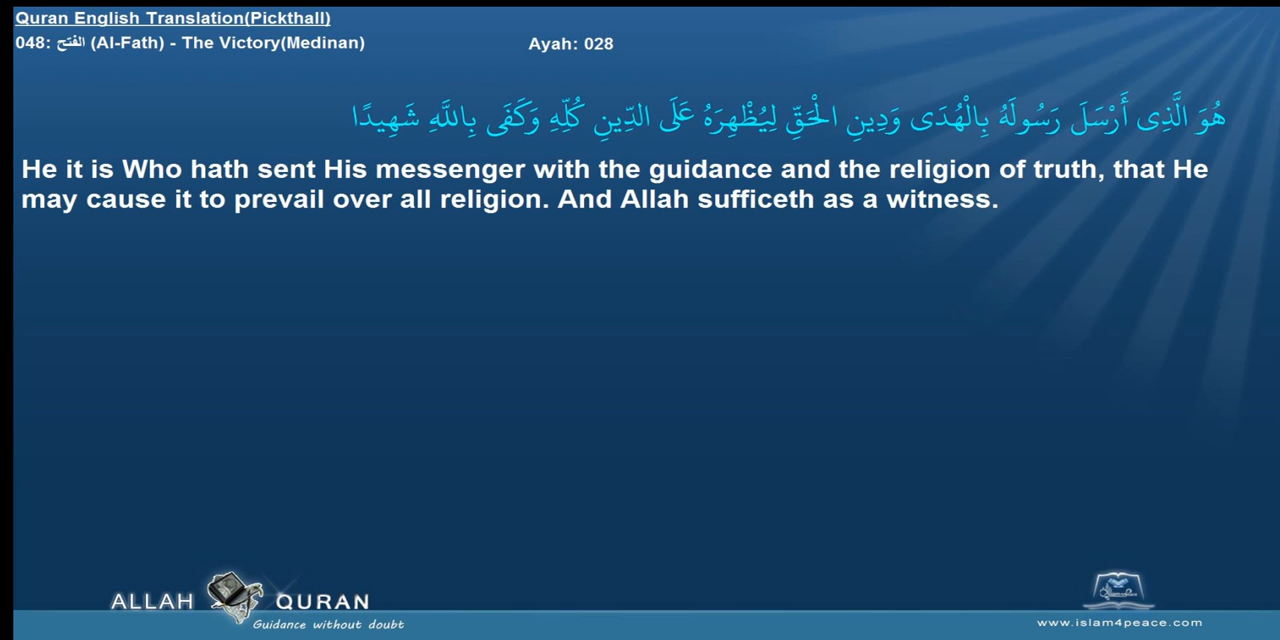 Quran English Translation(Pickthall)
048: الفتح (Al-Fath) - The Victory(Medinan)
Ayah: 028
هُوَ الَّذِى أَرْسَلَ رَسُولَهُ بِالْهُدَى وَدِينِ الْحَقِّ لِيُظْهِرَهُ عَلَى الدِّينِ كُلِّهِ وَكَفَى بِاللَّهِ شَهِيدًا
He it is Who hath sent His messenger with the guidance and the religion of truth, that He
may cause it to prevail over all religion. And Allah sufficeth as a witness.
ALLAH QURAN
Guidance without doubt
www.islam4peace.com